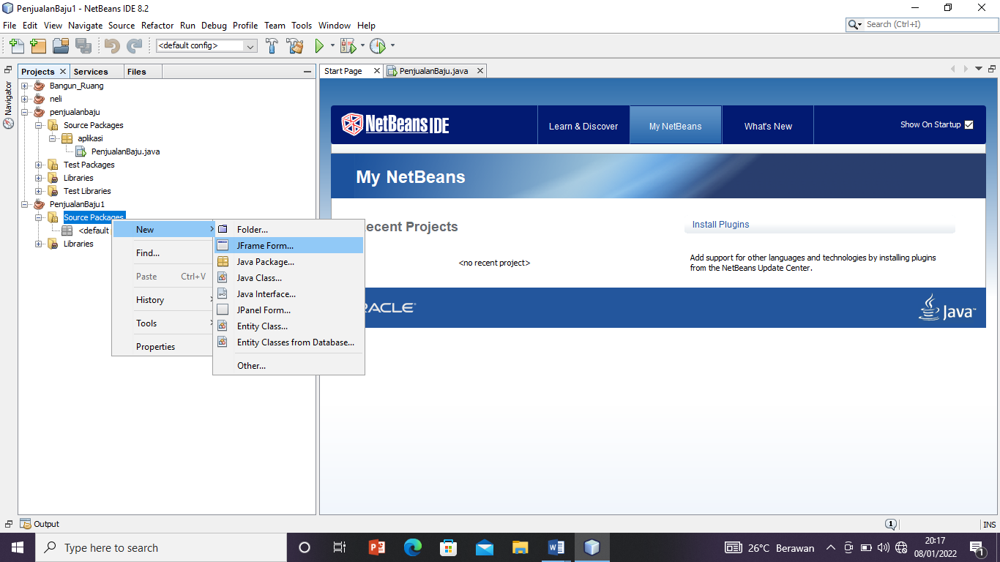 PenjualanBaju1 - NetBeans IDE 8.2
File Edit View Navigate Source Refactor Run Debug Profile Team Tools Window Help
Search (Ctrl+I)
<default config>
Projects Services Files
Navigator
Bangun_Ruang
neli
penjualanbaju
Source Packages
aplikasi
PenjualanBaju.java
Test Packages
Libraries
Test Libraries
PenjualanBaju1
Source Packages
<default
Libraries
New
Find...
Paste Ctrl+V
History
Tools
Properties
Folder...
JFrame Form...
Java Package...
Java Class...
Java Interface...
JPanel Form...
Entity Class...
Entity Classes from Database...
Other...
Start Page PenjualanBaju.java
NetBeans IDE
Learn & Discover My NetBeans What's New
Show On Startup
My NetBeans
ecent Projects
<no recent project>
Install Plugins
Add support for other languages and technologies by installing plugins
from the NetBeans Update Center.
RACLE
Java™
Output
1
INS
Type here to search
26°C Berawan
20:17
08/01/2022
1